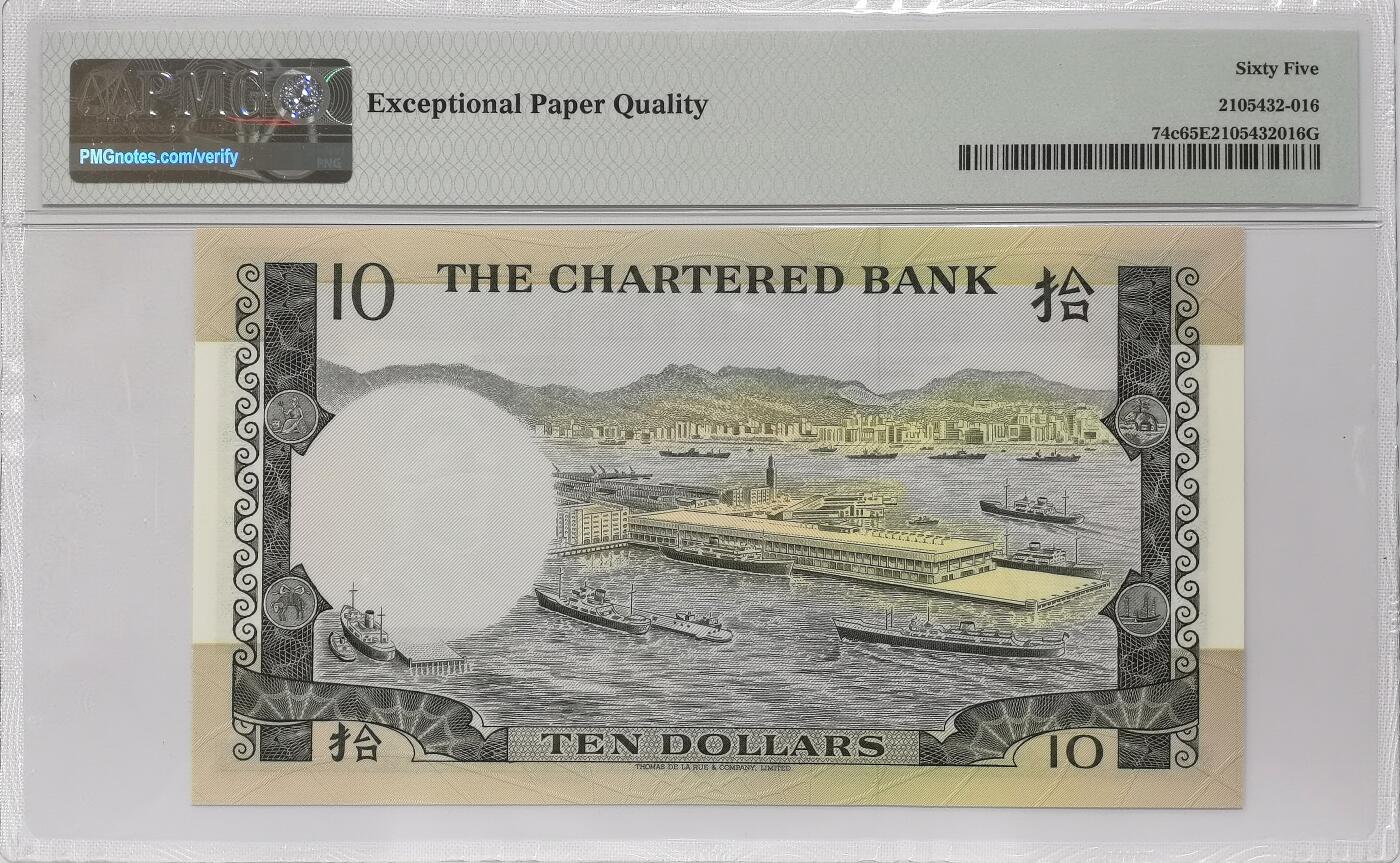 PMG
PMGnotes.com/verify
Exceptional Paper Quality
Sixty Five
2105432-016
74c65E2105432016G
10 THE CHARTERED BANK 拾
拾 TEN DOLLARS 10
THOMAS DE LA RUE & COMPANY, LIMITED